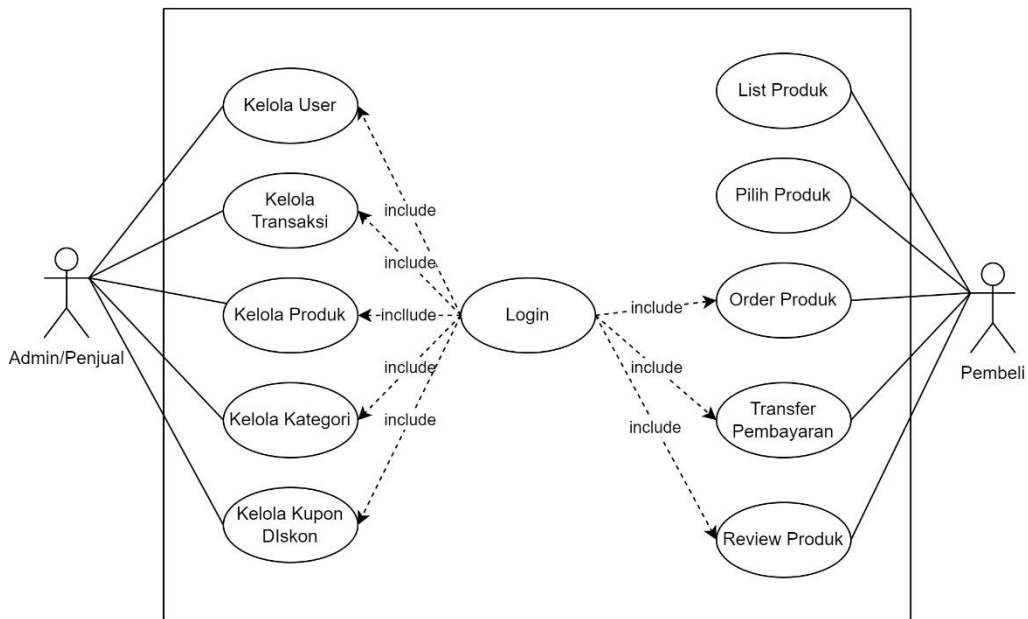 Kelola User
List Produk
Kelola
Transaksi
Pilih Produk
include
include
Kelola Produk
incllude
Login
include
Order Produk
Admin/Penjual
Pembeli
include
include
Kelola Kategori
include
include
Transfer
Pembayaran
Kelola Kupon
DIskon
Review Produk